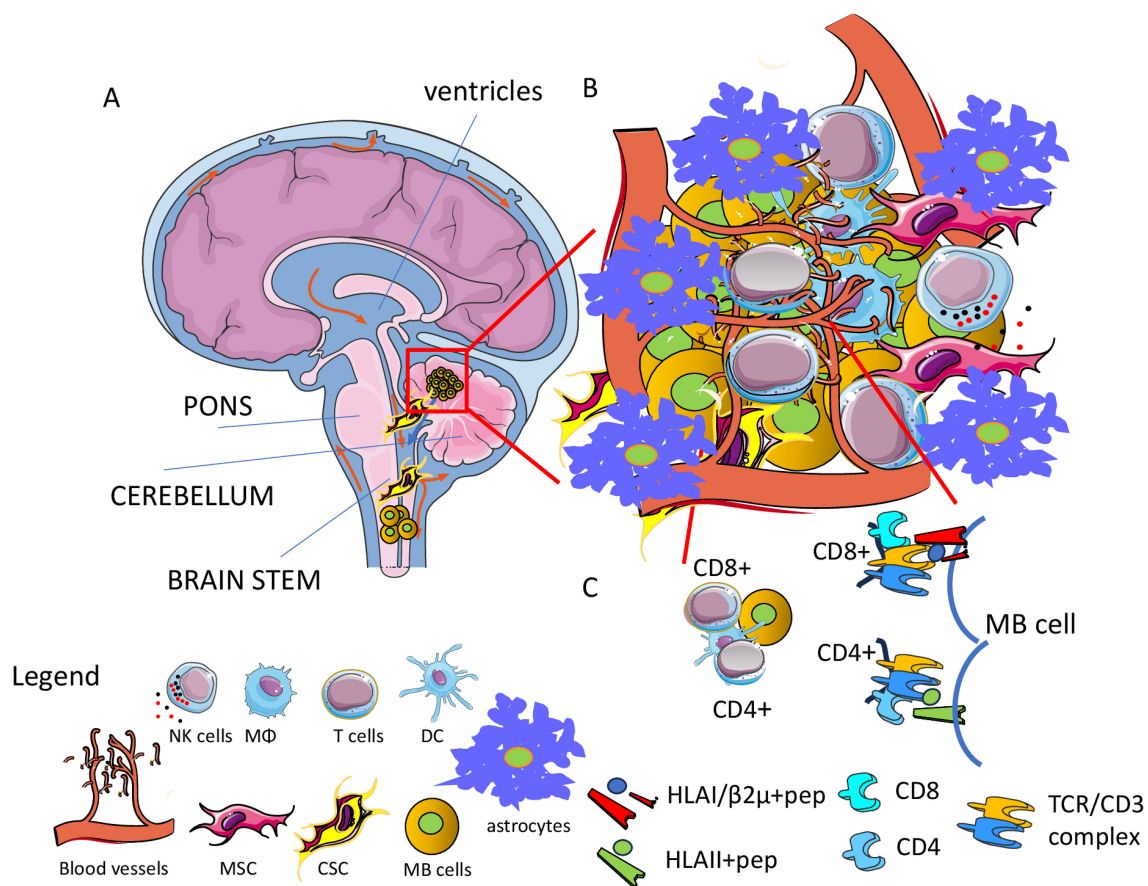 A
ventricles
B
PONS
CEREBELLUM
BRAIN STEM
C
CD8+
CD4+
CD8+
MB cell
CD4+
Legend
NK cells
MΦ
T cells
DC
Blood vessels
MSC
CSC
MB cells
astrocytes
HLAI/β2μ+pep
HLAII+pep
CD8
CD4
TCR/CD3
complex